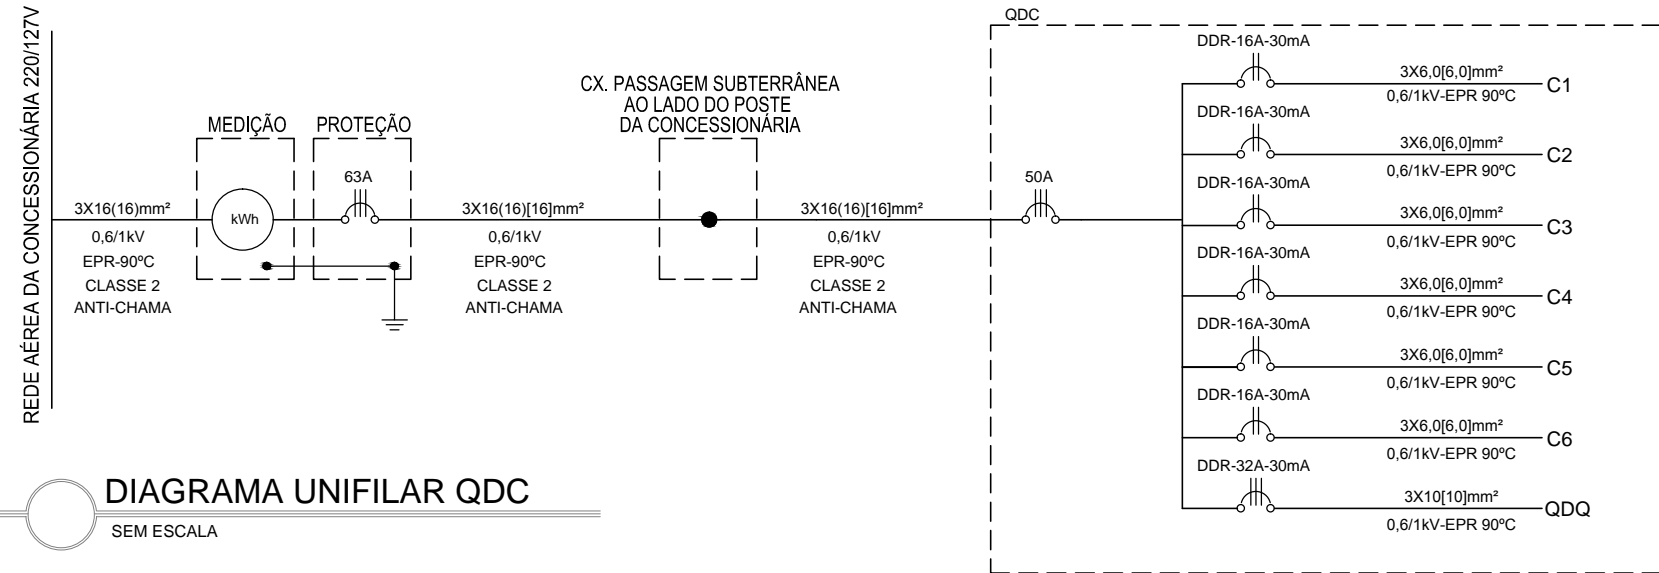 REDE AÉREA DA CONCESSIONÁRIA 220/127V
3X16(16)mm²
0,6/1kV
EPR-90ºC
CLASSE 2
ANTI-CHAMA
MEDIÇÃO
kWh
PROTEÇÃO
63A
3X16(16)[16]mm²
0,6/1kV
EPR-90ºC
CLASSE 2
ANTI-CHAMA
CX. PASSAGEM SUBTERRÂNEA
AO LADO DO POSTE
DA CONCESSIONÁRIA
3X16(16)[16]mm²
0,6/1kV
EPR-90ºC
CLASSE 2
ANTI-CHAMA
QDC
50A
DDR-16A-30mA
3X6,0[6,0]mm²
0,6/1kV-EPR 90ºC
C1
DDR-16A-30mA
3X6,0[6,0]mm²
0,6/1kV-EPR 90ºC
C2
DDR-16A-30mA
3X6,0[6,0]mm²
0,6/1kV-EPR 90ºC
C3
DDR-16A-30mA
3X6,0[6,0]mm²
0,6/1kV-EPR 90ºC
C4
DDR-16A-30mA
3X6,0[6,0]mm²
0,6/1kV-EPR 90ºC
C5
DDR-16A-30mA
3X6,0[6,0]mm²
0,6/1kV-EPR 90ºC
C6
DDR-32A-30mA
3X10[10]mm²
0,6/1kV-EPR 90ºC
QDQ
DIAGRAMA UNIFILAR QDC
SEM ESCALA